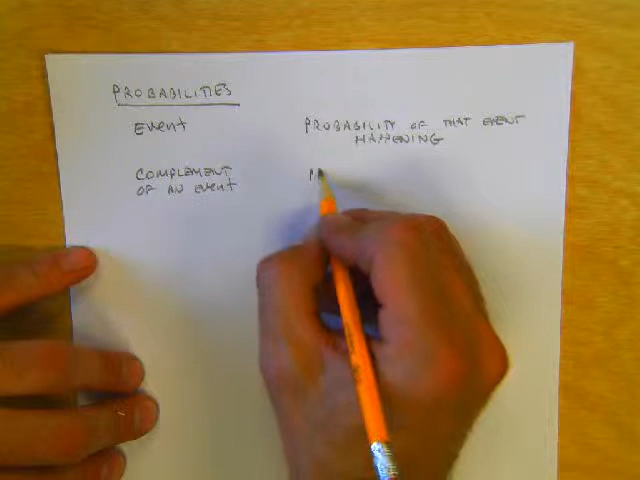 PROBABILITIES
Event
PROBABILITY OF THAT EVENT
HAPPENING
COMPLEMENT
OF AN EVENT